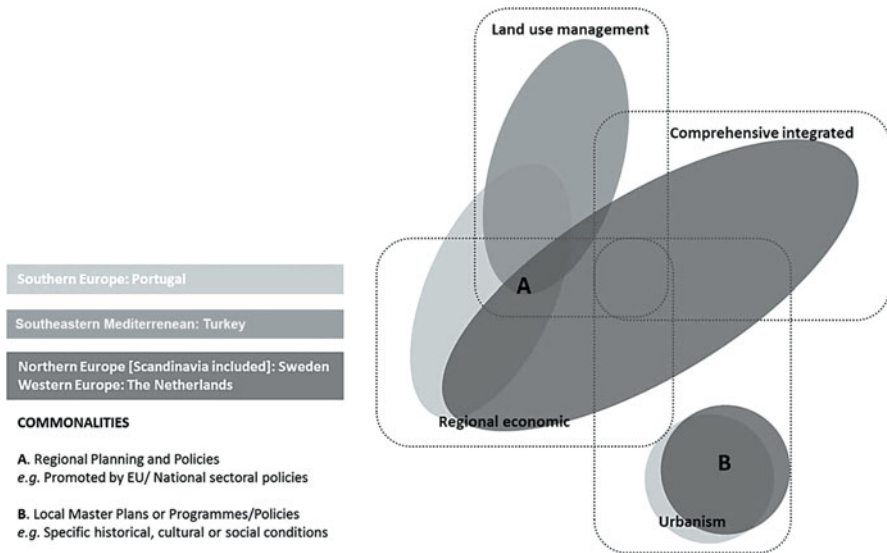 Land use management
Comprehensive integrated
Southern Europe: Portugal
Southeastern Mediterrenean: Turkey
Northern Europe [Scandinavia included]: Sweden
Western Europe: The Netherlands
A
Regional economic
COMMONALITIES
A. Regional Planning and Policies
e.g. Promoted by EU/ National sectoral policies
B. Local Master Plans or Programmes/Policies
e.g. Specific historical, cultural or social conditions
B
Urbanism